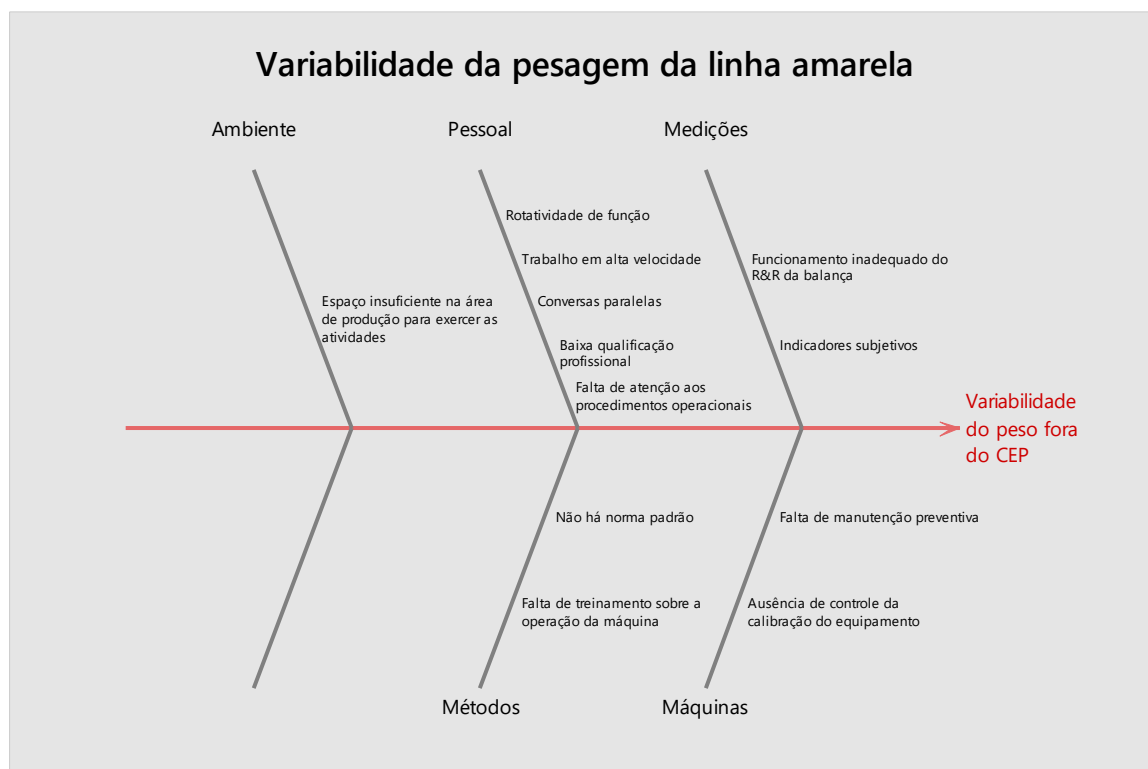 Variabilidade da pesagem da linha amarela
Ambiente
Pessoal
Medições
Rotatividade de função
Trabalho em alta velocidade
Funcionamento inadequado do
R&R da balança
Espaço insuficiente na área
de produção para exercer as
atividades
Conversas paralelas
Baixa qualificação
profissional
Indicadores subjetivos
Falta de atenção aos
procedimentos operacionais
Variabilidade
do peso fora
do CEP
Não há norma padrão
Falta de manutenção preventiva
Falta de treinamento sobre a
operação da máquina
Ausência de controle da
calibração do equipamento
Métodos
Máquinas